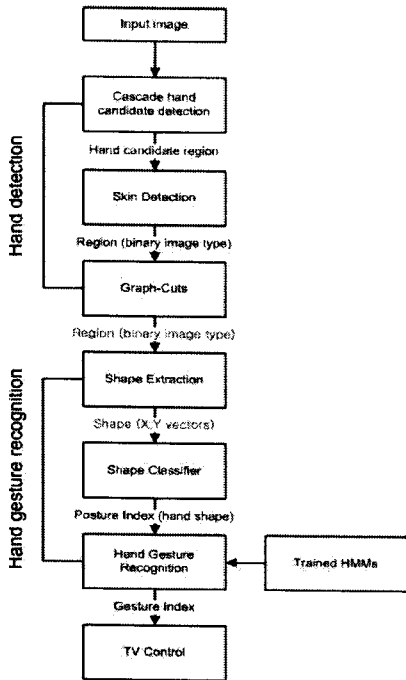 Input image
Cascade hand
candidate detection
Hand candidate region
Skin Detection
Region (binary image type)
Graph-Cuts
Region (binary image type)
Shape Extraction
Shape (X,Y vectors)
Shape Classifier
Posture Index (hand shape)
Hand Gesture
Recognition
Trained HMMs
Gesture Index
TV Control
Hand detection
Hand gesture recognition